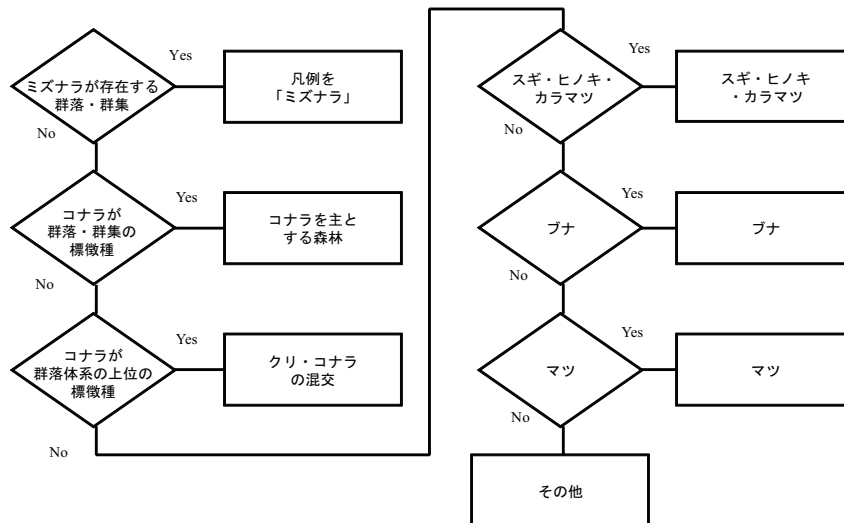 ミズナラが存在する
群落・群集
Yes
凡例を
「ミズナラ」
No
コナラが
群落・群集の
標徴種
Yes
コナラを主と
する森林
No
コナラが
群落体系の上位の
標徴種
Yes
クリ・コナラ
の混交
No
スギ・ヒノキ・
カラマツ
Yes
スギ・ヒノキ
・カラマツ
No
ブナ
Yes
ブナ
No
マツ
Yes
マツ
No
その他